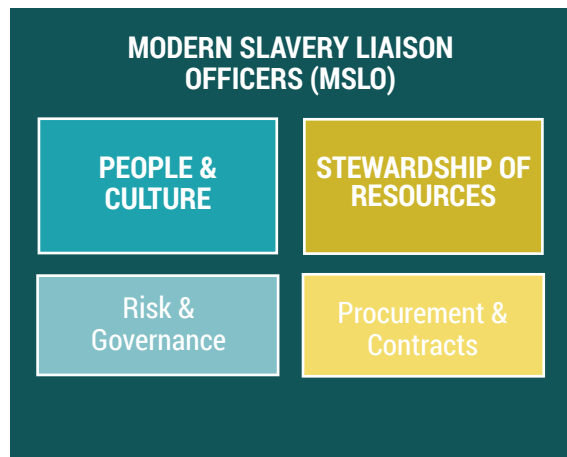 MODERN SLAVERY LIAISON
OFFICERS (MSLO)
PEOPLE &
CULTURE
STEWARDSHIP OF
RESOURCES
Risk &
Governance
Procurement &
Contracts